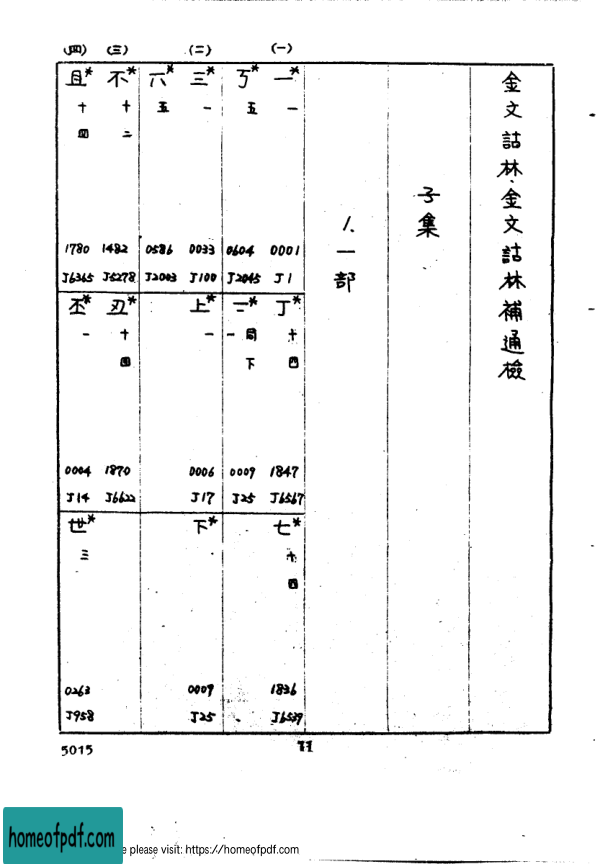 金文詁林·金文詁林補通檢
子集
1.一部
(一)
一*
一
0001
J1
丁*
十四
1847
J6567
七*
十四
1836
J6539
丂*
五
0604
J2045
二*
一同下
0009
J25
(二)
三*
一
0033
J100
上*
一
0006
J17
下*
0009
J25
六*
五
0586
J2003
(三)
不*
十二
1482
J5278
丑*
十四
1870
J6622
(四)
且*
十四
1780
J6365
丕*
一
0004
J14
世*
三
0263
J958
5015
11
homeofpdf.com
e please visit: https://homeofpdf.com